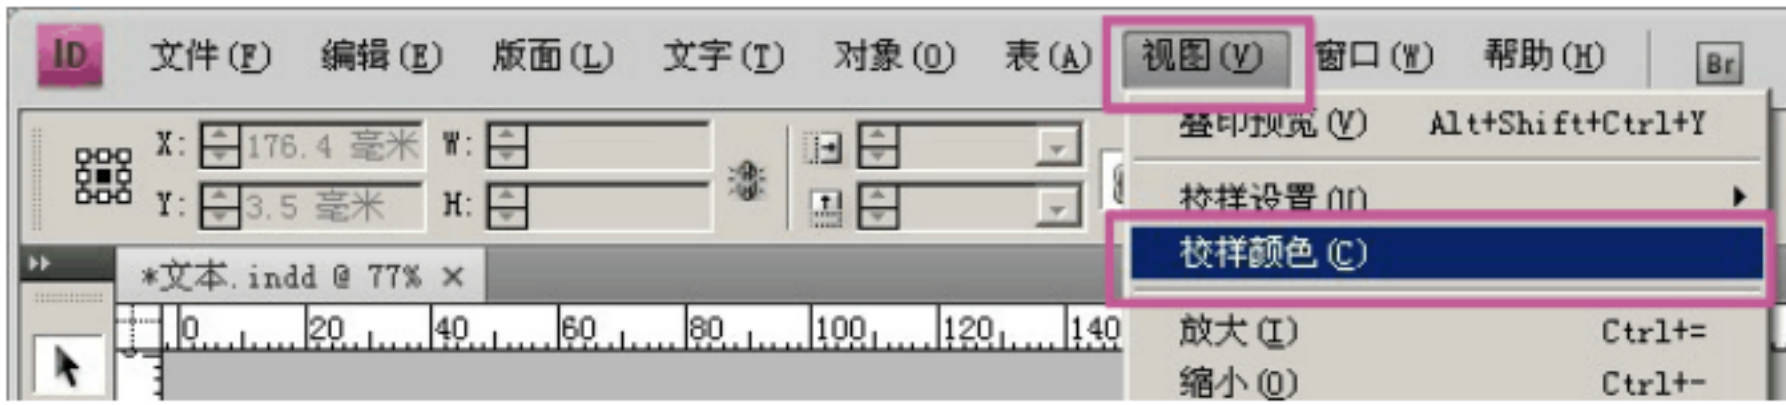 ID 文件(F) 编辑(E) 版面(L) 文字(T) 对象(O) 表(A) 视图(V) 窗口(W) 帮助(H) Br
叠印预览(V) Alt+Shift+Ctrl+Y
X: 176.4 毫米 W:
校样设置(U)
Y: 3.5 毫米 H:
校样颜色(C)
*文本.indd @ 77% ×
0 20 40 60 80 100 120 140
放大(I) Ctrl+=
缩小(O) Ctrl+-